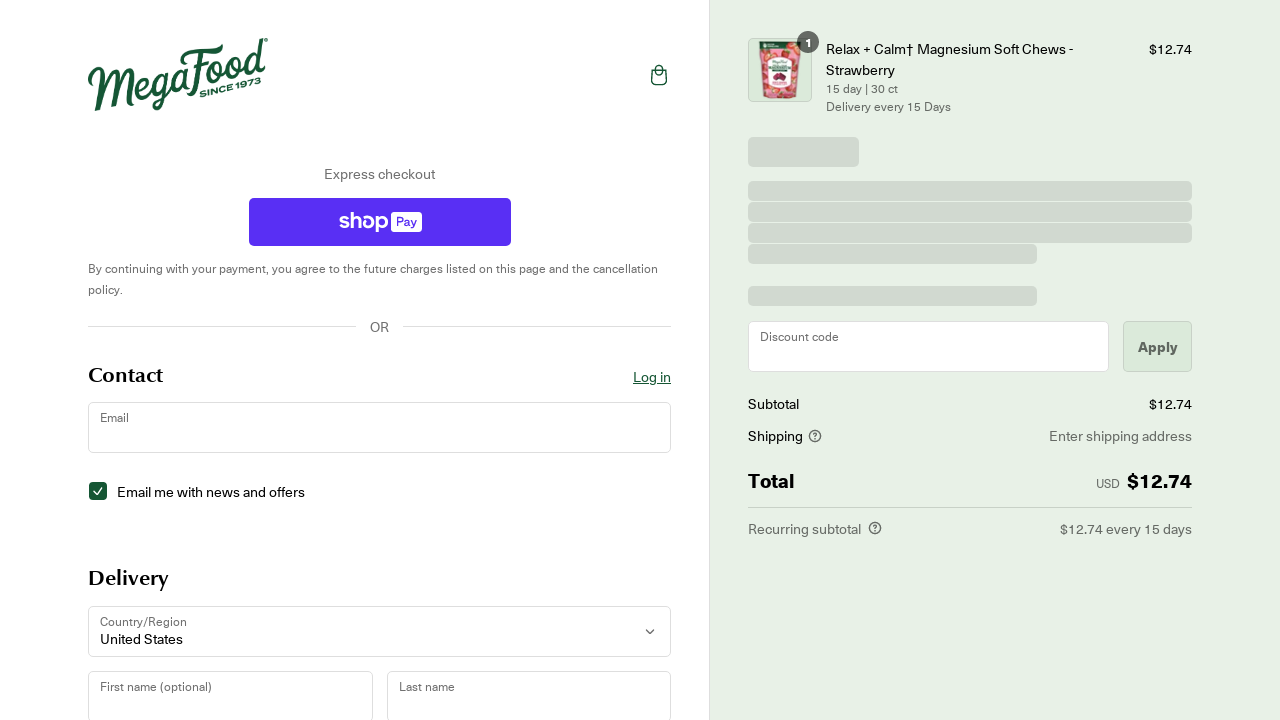 MegaFood®
SINCE 1973
Express checkout
shop Pay
By continuing with your payment, you agree to the future charges listed on this page and the cancellation
policy.
OR
Contact
Log in
Email
Email me with news and offers
Delivery
Country/Region
United States
First name (optional)
Last name
1
Relax + Calm† Magnesium Soft Chews -
Strawberry
$12.74
15 day | 30 ct
Delivery every 15 Days
Discount code
Apply
Subtotal
$12.74
Shipping
Enter shipping address
Total
USD $12.74
Recurring subtotal
$12.74 every 15 days